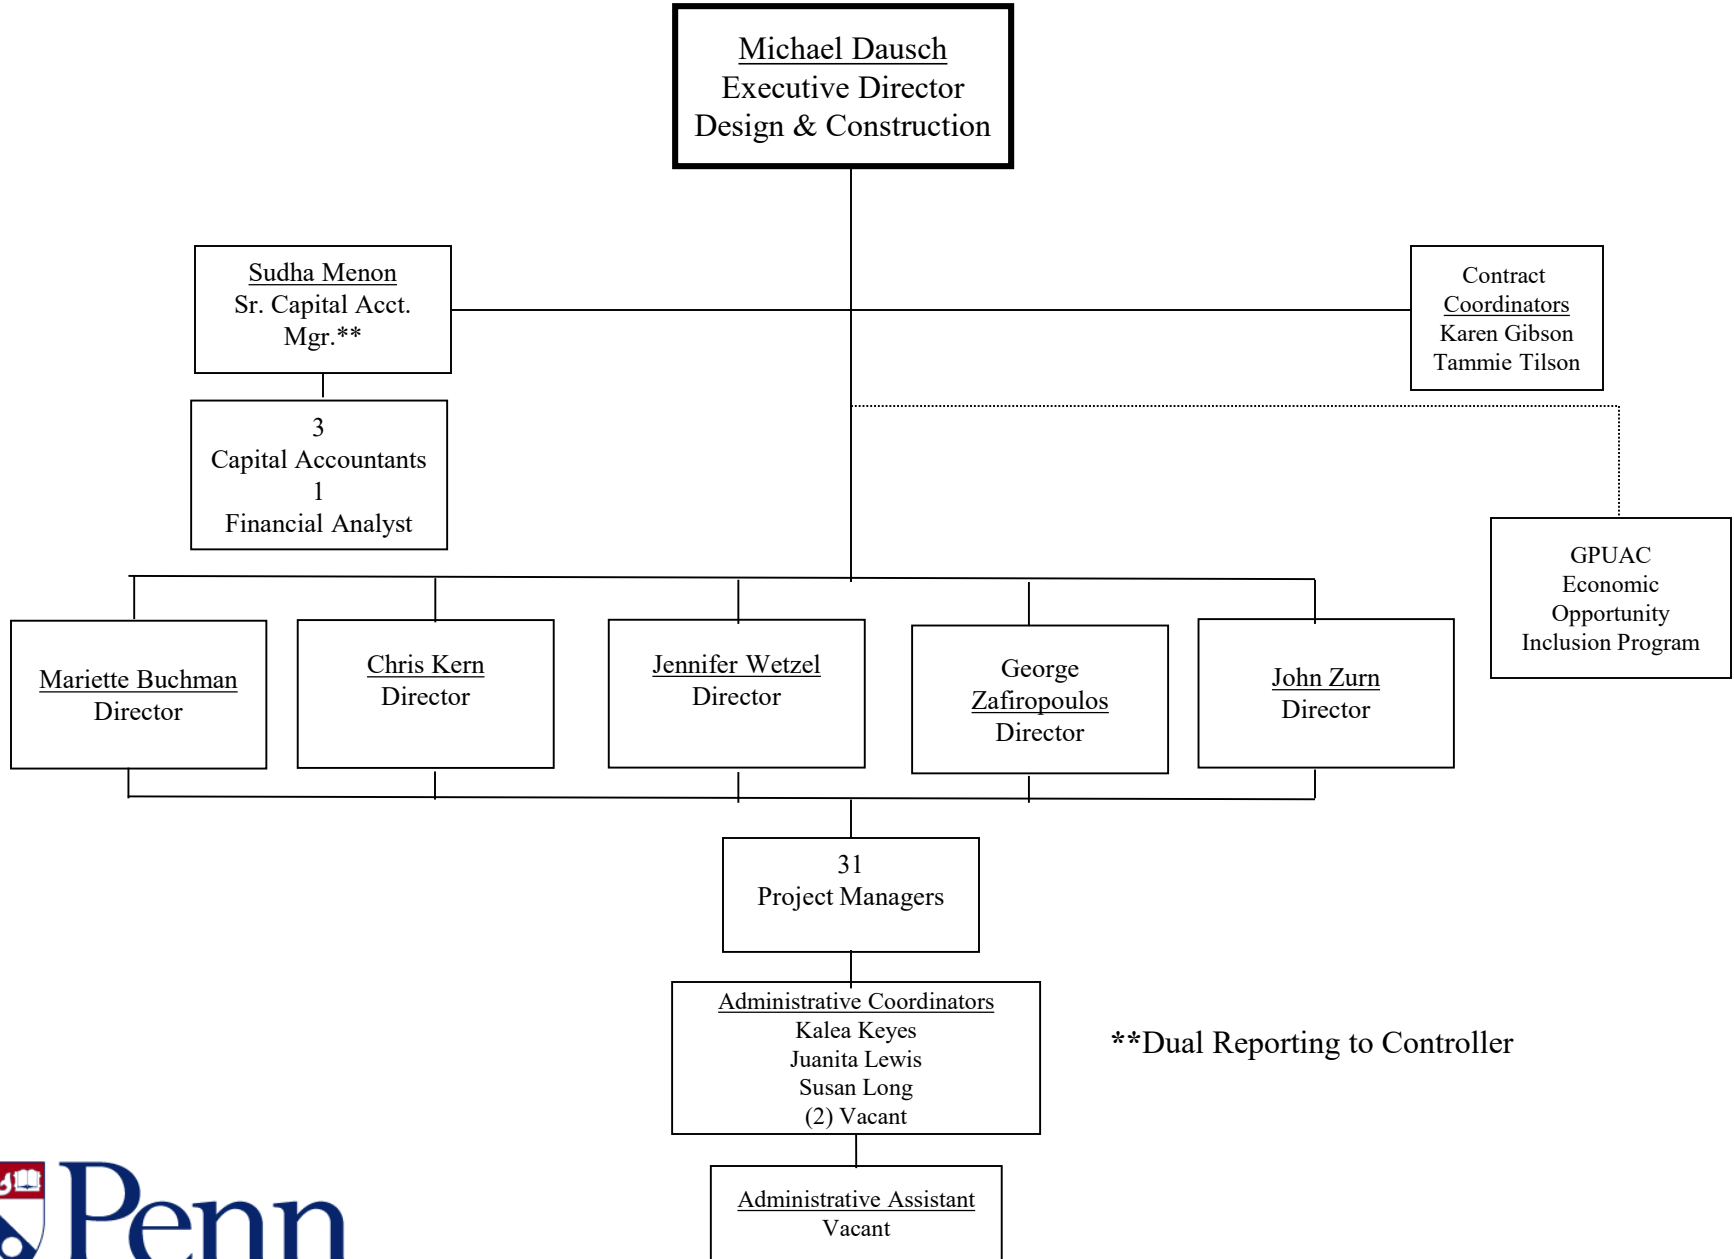 Michael Dausch
Executive Director
Design & Construction
Sudha Menon
Sr. Capital Acct.
Mgr.**
Contract
Coordinators
Karen Gibson
Tammie Tilson
3
Capital Accountants
1
Financial Analyst
GPUAC
Economic
Opportunity
Inclusion Program
Mariette Buchman
Director
Chris Kern
Director
Jennifer Wetzel
Director
George
Zafiropoulos
Director
John Zurn
Director
31
Project Managers
Administrative Coordinators
Kalea Keyes
Juanita Lewis
Susan Long
(2) Vacant
**Dual Reporting to Controller
Administrative Assistant
Vacant
Penn